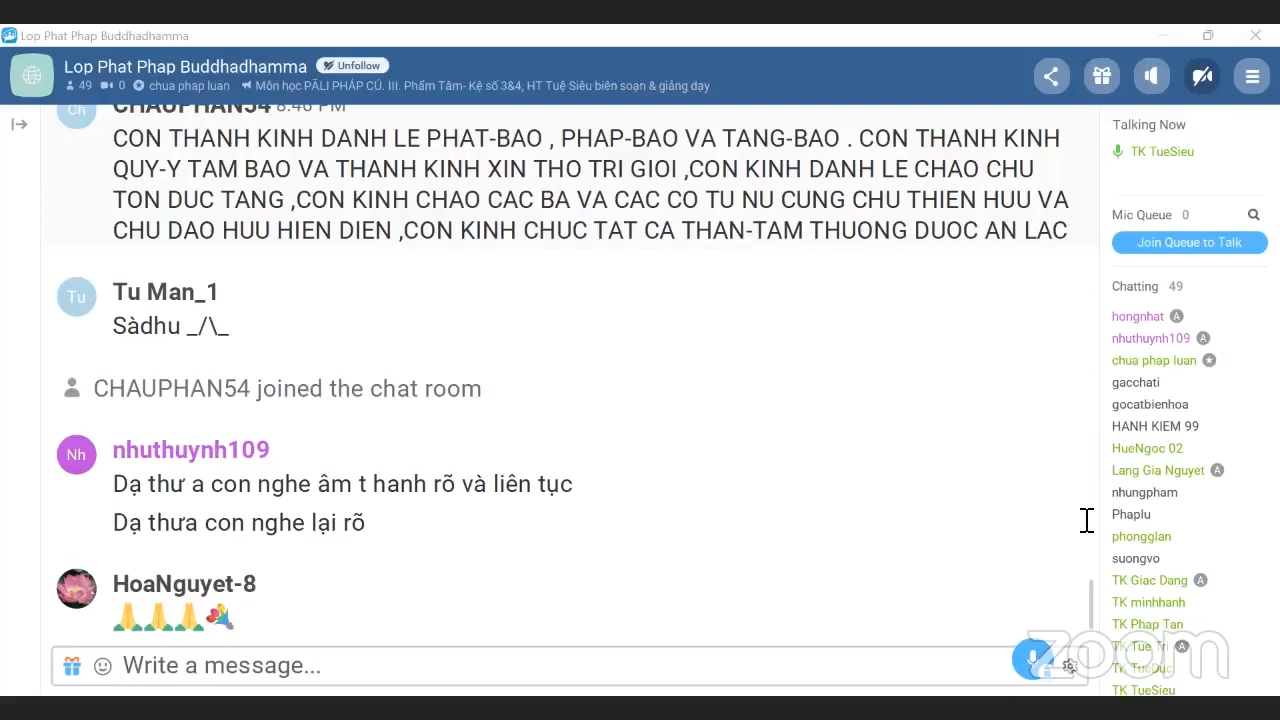 Lop Phat Phap Buddhadhamma
Lop Phat Phap Buddhadhamma Unfollow
49 0 chua phap luan Môn học PĀLI PHÁP CÚ. III. Phẩm Tâm- Kệ số 3&4, HT Tuệ Siêu biên soạn & giảng dạy
Ch CHAUPHAN54 8:46 PM
CON THANH KINH DANH LE PHAT-BAO , PHAP-BAO VA TANG-BAO . CON THANH KINH
QUY-Y TAM BAO VA THANH KINH XIN THO TRI GIOI ,CON KINH DANH LE CHAO CHU
TON DUC TANG ,CON KINH CHAO CAC BA VA CAC CO TU NU CUNG CHU THIEN HUU VA
CHU DAO HUU HIEN DIEN ,CON KINH CHUC TAT CA THAN-TAM THUONG DUOC AN LAC
Tu Tu Man_1
Sàdhu _/\_
CHAUPHAN54 joined the chat room
Nh nhuthuynh109
Dạ thư a con nghe âm t hanh rõ và liên tục
Dạ thưa con nghe lại rõ
HoaNguyet-8
🙏🙏🙏💐
Write a message...
Talking Now
TK TueSieu
Mic Queue 0
Join Queue to Talk
Chatting 49
hongnhat A
nhuthuynh109 A
chua phap luan
gacchati
gocatbienhoa
HANH KIEM 99
HueNgoc 02
Lang Gia Nguyet A
nhungpham
Phaplu
phongglan
suongvo
TK Giac Dang A
TK minhhanh
TK Phap Tan
TK Tue Tri A
TK TueDuc
TK TueSieu
zoom